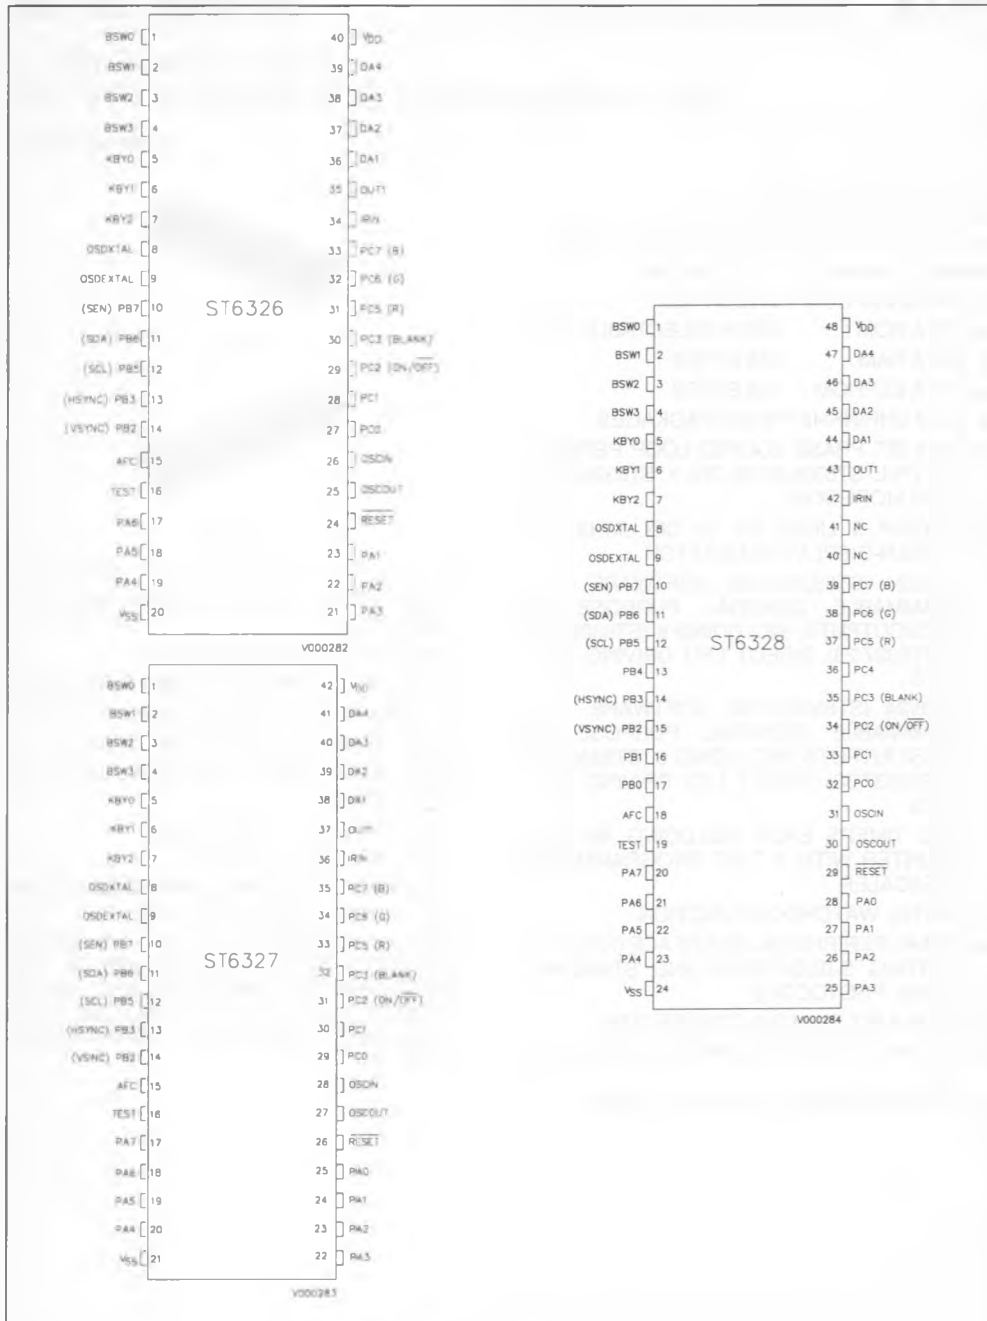 BSW0 1 40 VDD
BSW1 2 39 DA4
BSW2 3 38 DA3
BSW3 4 37 DA2
KBY0 5 36 DA1
KBY1 6 35 OUT1
KBY2 7 34 IRIN
OSDXTAL 8 33 PC7 (B)
OSDEXTAL 9 32 PC6 (G)
(SEN) PB7 10 ST6326 31 PC5 (R)
(SDA) PB6 11 30 PC3 (BLANK)
(SCL) PB5 12 29 PC2 (ON/OFF)
(HSYNC) PB3 13 28 PC1
(VSYNC) PB2 14 27 PC0
AFC 15 26 OSCIN
TEST 16 25 OSCOUT
PA6 17 24 RESET
PA5 18 23 PA1
PA4 19 22 PA2
VSS 20 21 PA3
V000282
BSW0 1 42 VDD
BSW1 2 41 DA4
BSW2 3 40 DA3
BSW3 4 39 DA2
KBY0 5 38 DA1
KBY1 6 37 OUT1
KBY2 7 36 IRIN
OSDXTAL 8 35 PC7 (B)
OSDEXTAL 9 34 PC6 (G)
(SEN) PB7 10 33 PC5 (R)
(SDA) PB6 11 ST6327 32 PC3 (BLANK)
(SCL) PB5 12 31 PC2 (ON/OFF)
(HSYNC) PB3 13 30 PC1
(VSYNC) PB2 14 29 PC0
AFC 15 28 OSCIN
TEST 16 27 OSCOUT
PA7 17 26 RESET
PA6 18 25 PA0
PA5 19 24 PA1
PA4 20 23 PA2
VSS 21 22 PA3
V000283
BSW0 1 48 VDD
BSW1 2 47 DA4
BSW2 3 46 DA3
BSW3 4 45 DA2
KBY0 5 44 DA1
KBY1 6 43 OUT1
KBY2 7 42 IRIN
OSDXTAL 8 41 NC
OSDEXTAL 9 40 NC
(SEN) PB7 10 39 PC7 (B)
(SDA) PB6 11 38 PC6 (G)
(SCL) PB5 12 ST6328 37 PC5 (R)
PB4 13 36 PC4
(HSYNC) PB3 14 35 PC3 (BLANK)
(VSYNC) PB2 15 34 PC2 (ON/OFF)
PB1 16 33 PC1
PB0 17 32 PC0
AFC 18 31 OSCIN
TEST 19 30 OSCOUT
PA7 20 29 RESET
PA6 21 28 PA0
PA5 22 27 PA1
PA4 23 26 PA2
VSS 24 25 PA3
V000284